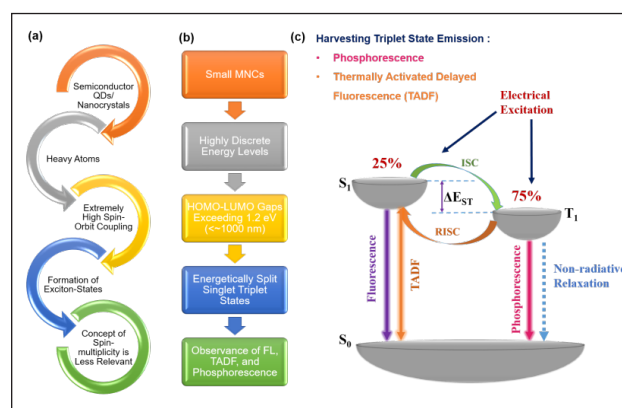 (a)
Semiconductor
QDs/
Nanocrystals
Heavy Atoms
Extremely
High Spin-
Orbit Coupling
Formation of
Exciton-States
Concept of
Spin-
multiplicity is
Less Relevant
(b)
Small MNCs
Highly Discrete
Energy Levels
HOMO-LUMO Gaps
Exceeding 1.2 eV
(<~1000 nm)
Energetically Split
Singlet Triplet
States
Observance of FL,
TADF, and
Phosphorescence
(c)
Harvesting Triplet State Emission :
• Phosphorescence
• Thermally Activated Delayed
Fluorescence (TADF)
Electrical
Excitation
25%
ISC
S1
ΔEST
75%
T1
RISC
Fluorescence
TADF
Phosphorescence
Non-radiative
Relaxation
S0